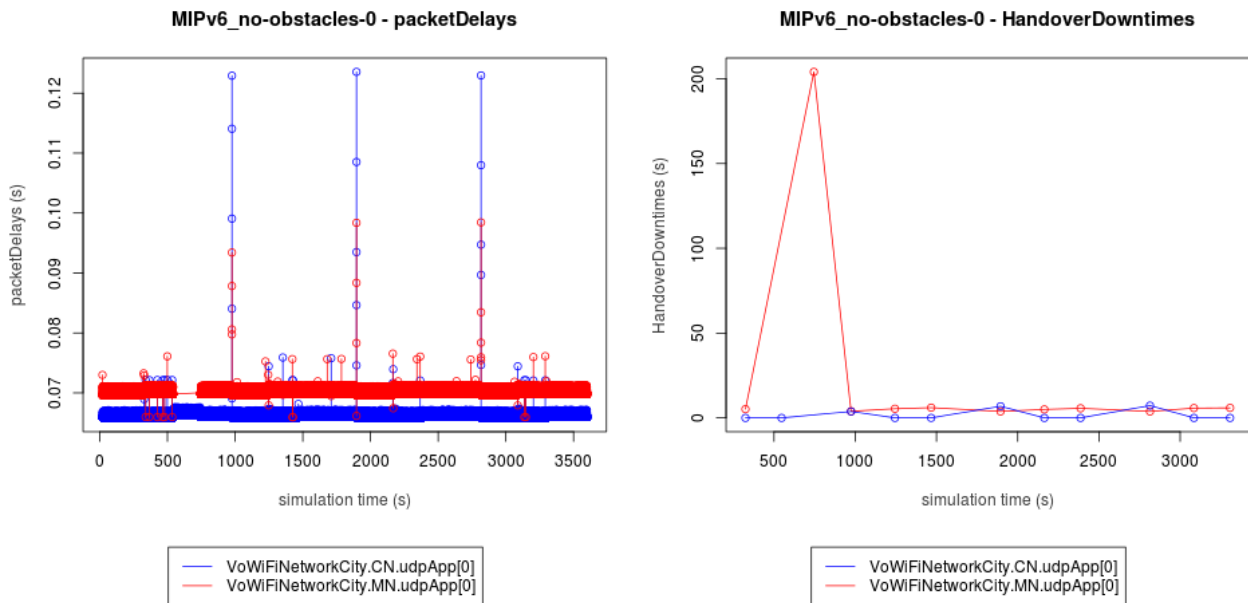 MIPv6_no-obstacles-0 - packetDelays
packetDelays (s)
0.12
0.11
0.10
0.09
0.08
0.07
0 500 1000 1500 2000 2500 3000 3500
simulation time (s)
VoWiFiNetworkCity.CN.udpApp[0]
VoWiFiNetworkCity.MN.udpApp[0]
MIPv6_no-obstacles-0 - HandoverDowntimes
HandoverDowntimes (s)
200
150
100
50
0
500 1000 1500 2000 2500 3000
simulation time (s)
VoWiFiNetworkCity.CN.udpApp[0]
VoWiFiNetworkCity.MN.udpApp[0]